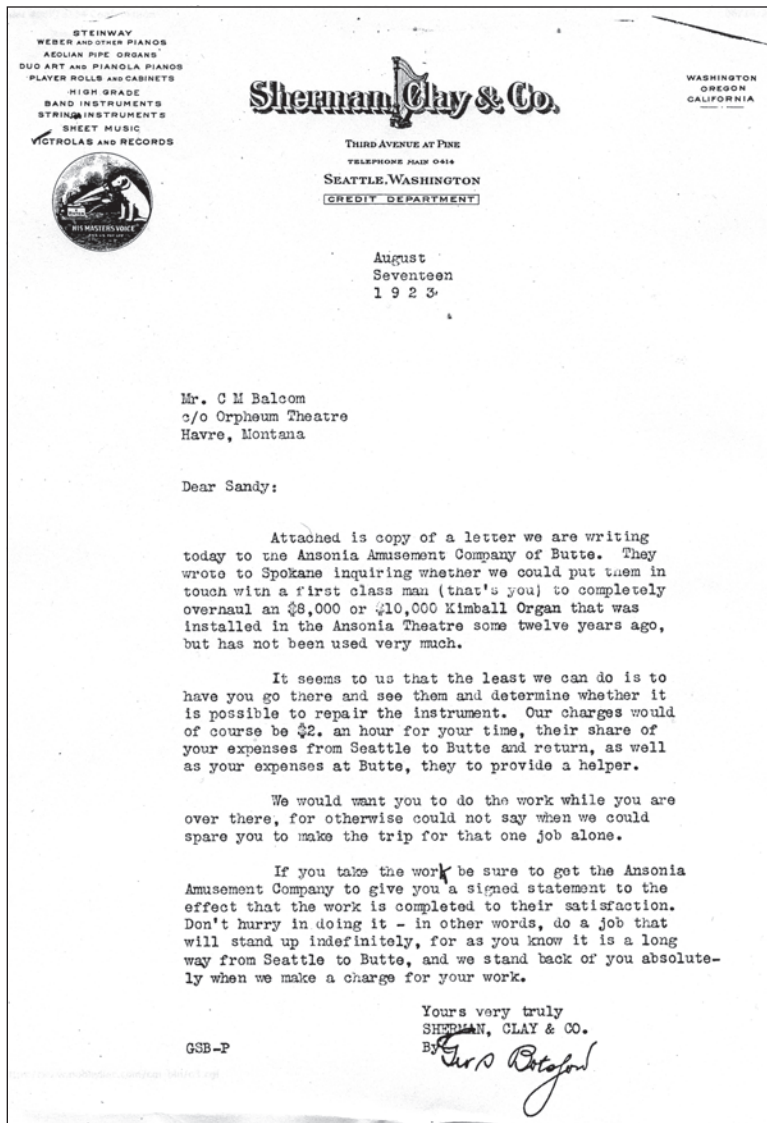 STEINWAY
WEBER AND OTHER PIANOS
AEOLIAN PIPE ORGANS
DUO ART AND PIANOLA PIANOS
PLAYER ROLLS AND CABINETS
HIGH GRADE
BAND INSTRUMENTS
STRING INSTRUMENTS
SHEET MUSIC
VICTROLAS AND RECORDS
HIS MASTERS VOICE
Sherman, Clay & Co.
THIRD AVENUE AT PINE
TELEPHONE MAIN 0414
SEATTLE, WASHINGTON
CREDIT DEPARTMENT
WASHINGTON
OREGON
CALIFORNIA
August
Seventeen
1 9 2 3
Mr. C M Balcom
c/o Orpheum Theatre
Havre, Montana
Dear Sandy:
Attached is copy of a letter we are writing
today to the Ansonia Amusement Company of Butte. They
wrote to Spokane inquiring whether we could put them in
touch with a first class man (that's you) to completely
overhaul an $8,000 or $10,000 Kimball Organ that was
installed in the Ansonia Theatre some twelve years ago,
but has not been used very much.
It seems to us that the least we can do is to
have you go there and see them and determine whether it
is possible to repair the instrument. Our charges would
of course be $2. an hour for your time, their share of
your expenses from Seattle to Butte and return, as well
as your expenses at Butte, they to provide a helper.
We would want you to do the work while you are
over there, for otherwise could not say when we could
spare you to make the trip for that one job alone.
If you take the work be sure to get the Ansonia
Amusement Company to give you a signed statement to the
effect that the work is completed to their satisfaction.
Don't hurry in doing it - in other words, do a job that
will stand up indefinitely, for as you know it is a long
way from Seattle to Butte, and we stand back of you absolute-
ly when we make a charge for your work.
Yours very truly
SHERMAN, CLAY & CO.
GSB-P
By Geo S Botsford